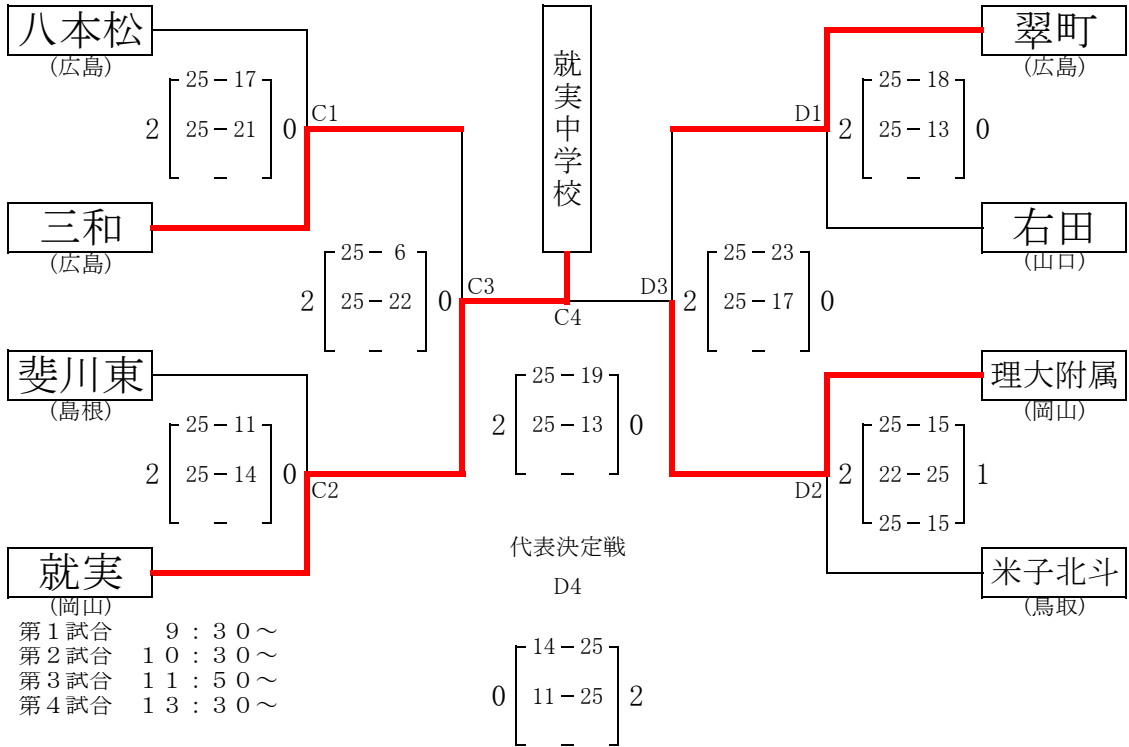 八本松
(広島)
25－17
2 25－21 0
－
C1
三和
(広島)
25－ 6
2 25－22 0
－
C3
斐川東
(島根)
25－11
2 25－14 0
－
C2
就実
(岡山)
第１試合 ９：３０～
第２試合 １０：３０～
第３試合 １１：５０～
第４試合 １３：３０～
就実中学校
C4
25－19
2 25－13 0
－
代表決定戦
D4
14－25
0 11－25 2
－
翠町
(広島)
D1
25－18
2 25－13 0
－
右田
(山口)
D3
25－23
2 25－17 0
－
理大附属
(岡山)
D2
25－15
2 22－25 1
25－15
米子北斗
(鳥取)